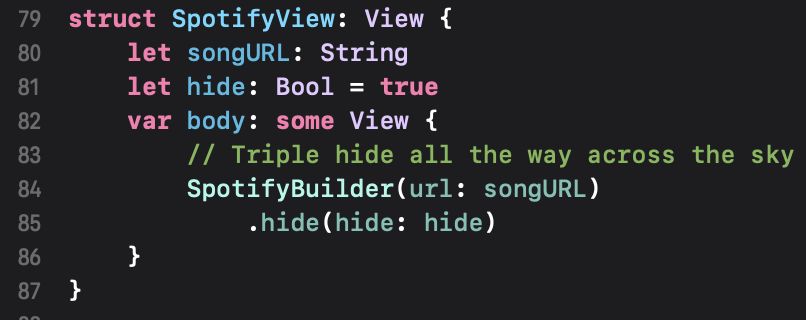 79 struct SpotifyView: View {
80     let songURL: String
81     let hide: Bool = true
82     var body: some View {
83         // Triple hide all the way across the sky
84         SpotifyBuilder(url: songURL)
85             .hide(hide: hide)
86     }
87 }